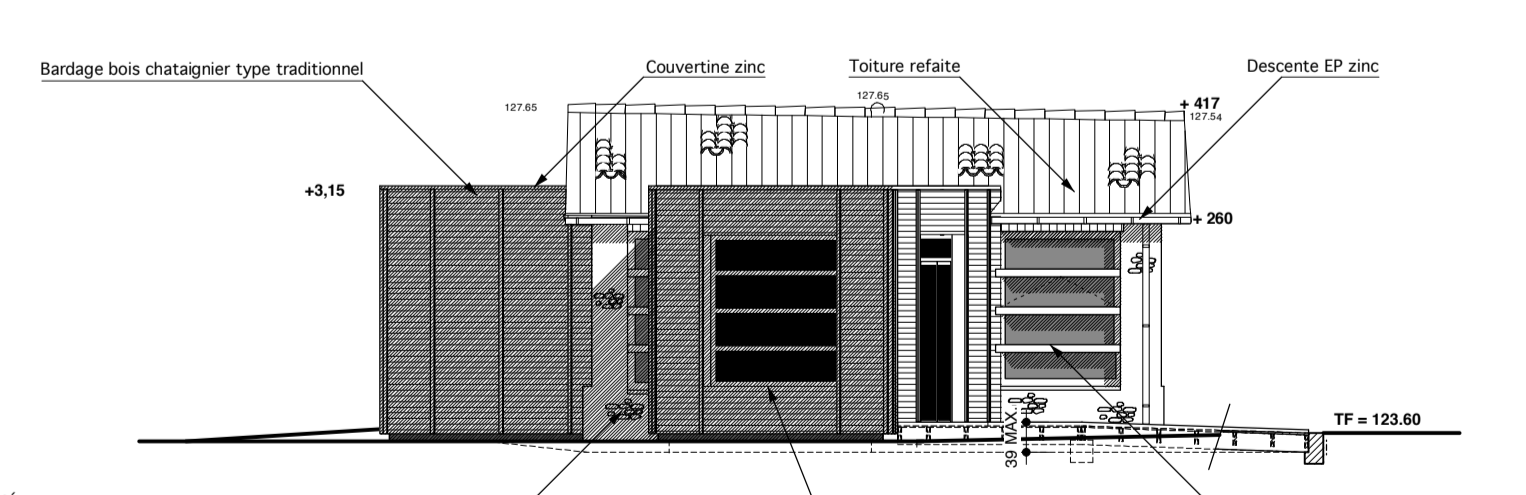 Bardage bois chataignier type traditionnel
Couvertine zinc
Toiture refaite
Descente EP zinc
127.65
127.65
+ 417
127.54
+3,15
+ 260
39 MAX.
TF = 123.60